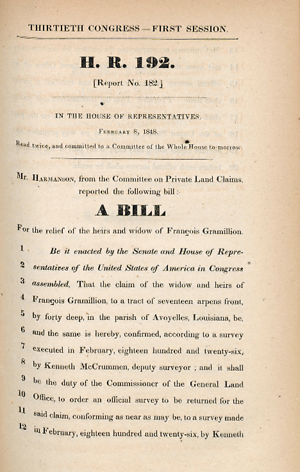 THIRTIETH CONGRESS—FIRST SESSION.
H. R. 192.
[Report No. 182.]
IN THE HOUSE OF REPRESENTATIVES.
FEBRUARY 8, 1848.
Read twice, and committed to a Committee of the Whole House to-morrow.
Mr. HARMANSON, from the Committee on Private Land Claims,
reported the following bill:
A BILL
For the relief of the heirs and widow of François Gramillion.
1 Be it enacted by the Senate and House of Repre-
2 sentatives of the United States of America in Congress
3 assembled, That the claim of the widow and heirs of
4 François Gramillion, to a tract of seventeen arpens front,
5 by forty deep, in the parish of Avoyelles, Louisiana, be,
6 and the same is hereby, confirmed, according to a survey
7 executed in February, eighteen hundred and twenty-six,
8 by Kenneth McCrummen, deputy surveyor, and it shall
9 be the duty of the Commissioner of the General Land
10 Office, to order an official survey to be returned for the
11 said claim, conforming as near as may be, to a survey made
12 in February, eighteen hundred and twenty-six, by Kenneth